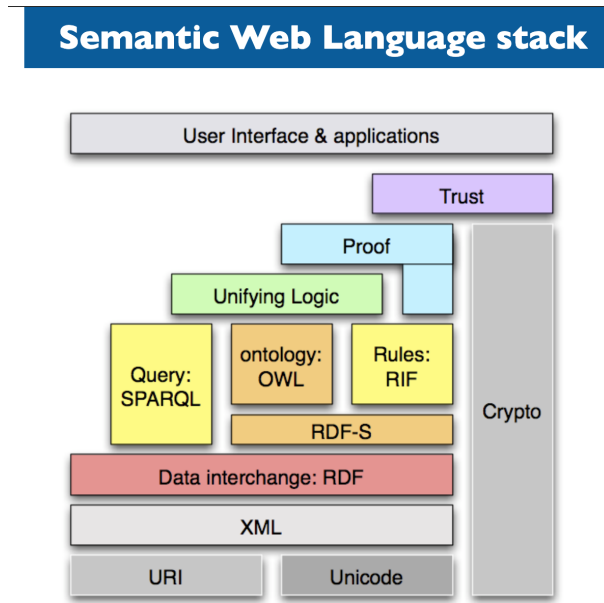 Semantic Web Language stack
User Interface & applications
Trust
Proof
Unifying Logic
Query:
SPARQL
ontology:
OWL
Rules:
RIF
Crypto
RDF-S
Data interchange: RDF
XML
URI
Unicode